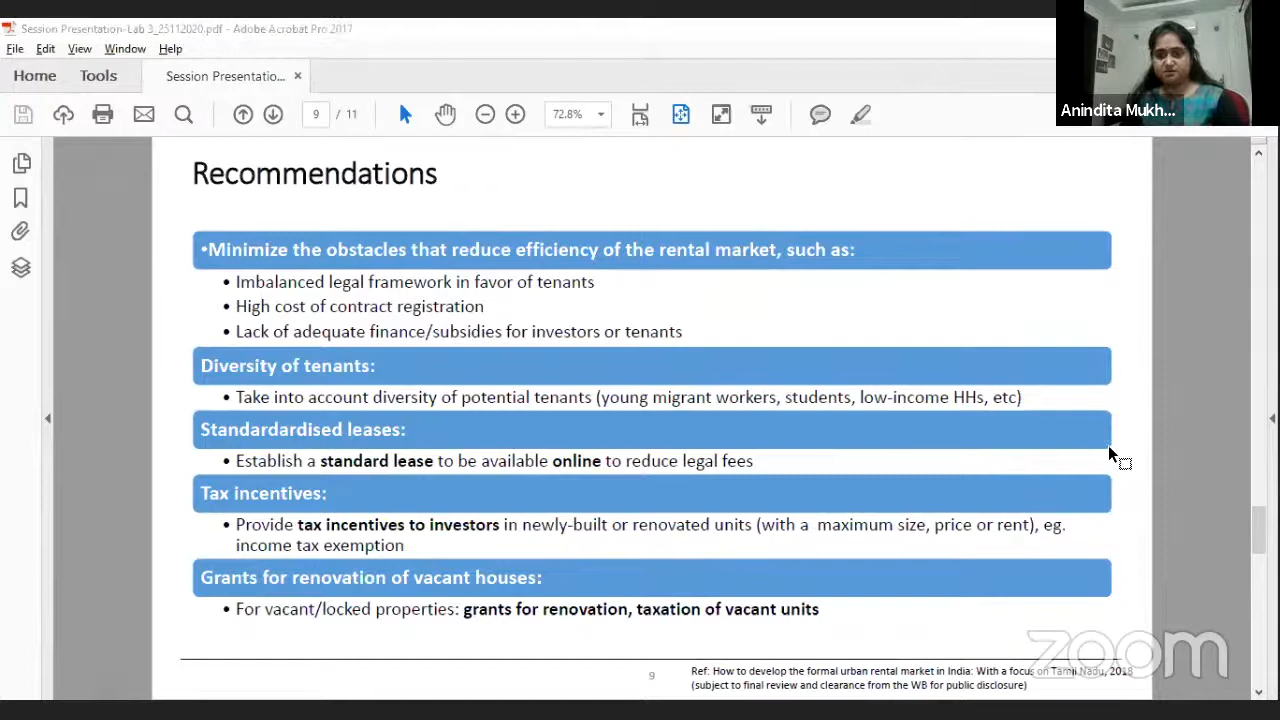 Session Presentation-Lab 3_25112020.pdf - Adobe Acrobat Pro 2017
File Edit View Window Help
Home Tools Session Presentatio... ×
9 / 11 72.8%
Anindita Mukh...
Recommendations
•Minimize the obstacles that reduce efficiency of the rental market, such as:
• Imbalanced legal framework in favor of tenants
• High cost of contract registration
• Lack of adequate finance/subsidies for investors or tenants
Diversity of tenants:
• Take into account diversity of potential tenants (young migrant workers, students, low-income HHs, etc)
Standardardised leases:
• Establish a standard lease to be available online to reduce legal fees
Tax incentives:
• Provide tax incentives to investors in newly-built or renovated units (with a maximum size, price or rent), eg.
income tax exemption
Grants for renovation of vacant houses:
• For vacant/locked properties: grants for renovation, taxation of vacant units
zoom
9
Ref: How to develop the formal urban rental market in India: With a focus on Tamil Nadu, 2018
(subject to final review and clearance from the WB for public disclosure)